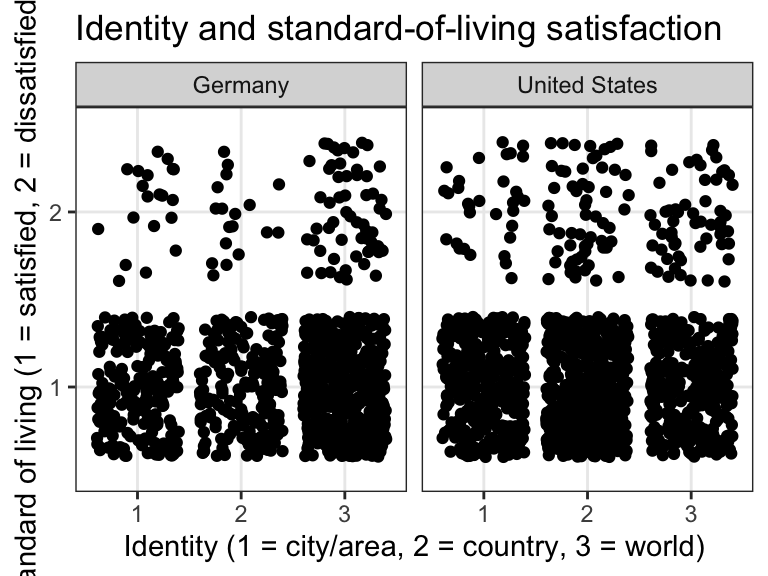 Identity and standard-of-living satisfaction
Germany
United States
andard of living (1 = satisfied, 2 = dissatisfied
2
1
1
2
3
1
2
3
Identity (1 = city/area, 2 = country, 3 = world)